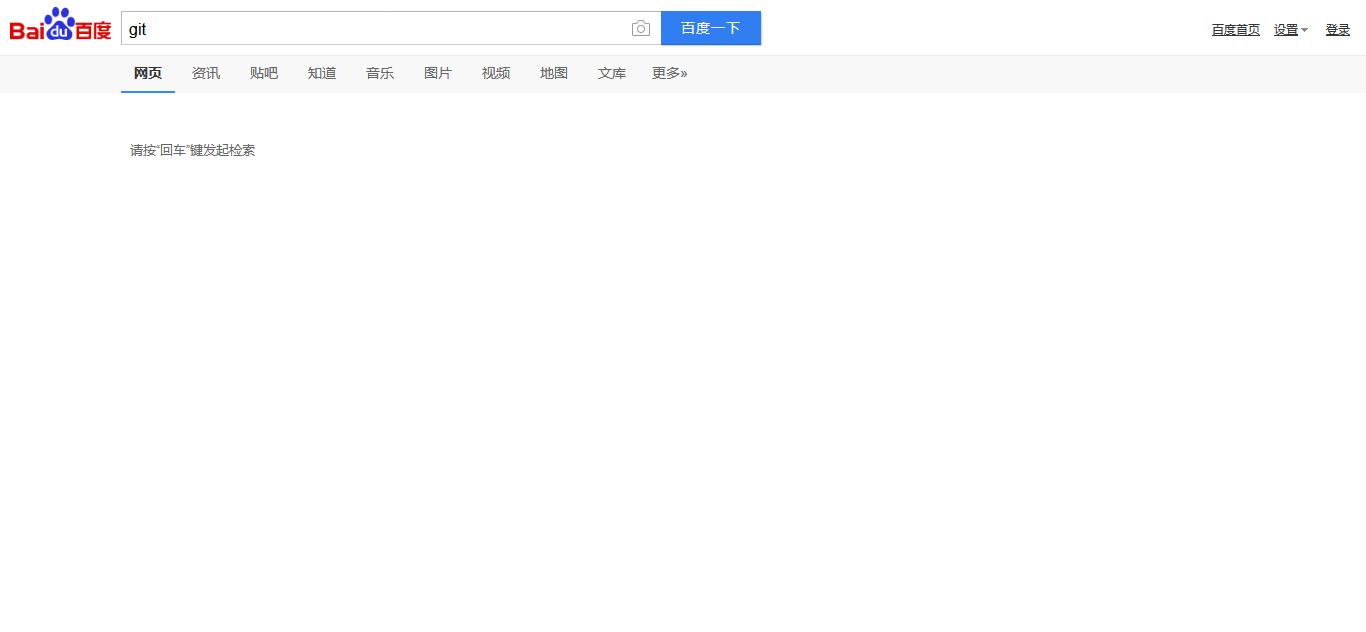 Bai du 百度 git 百度一下 百度首页 设置 登录
网页 资讯 贴吧 知道 音乐 图片 视频 地图 文库 更多»
请按“回车”键发起检索